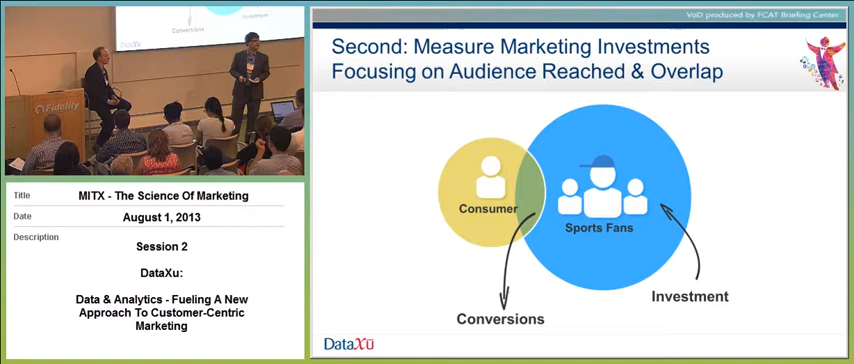 Conversions
Investment
Fidelity
Title MITX - The Science Of Marketing
Date August 1, 2013
Description
Session 2
DataXu:
Data & Analytics - Fueling A New
Approach To Customer-Centric
Marketing
VoD produced by FCAT Briefing Center
Second: Measure Marketing Investments
Focusing on Audience Reached & Overlap
Consumer
Sports Fans
Investment
Conversions
DataXu